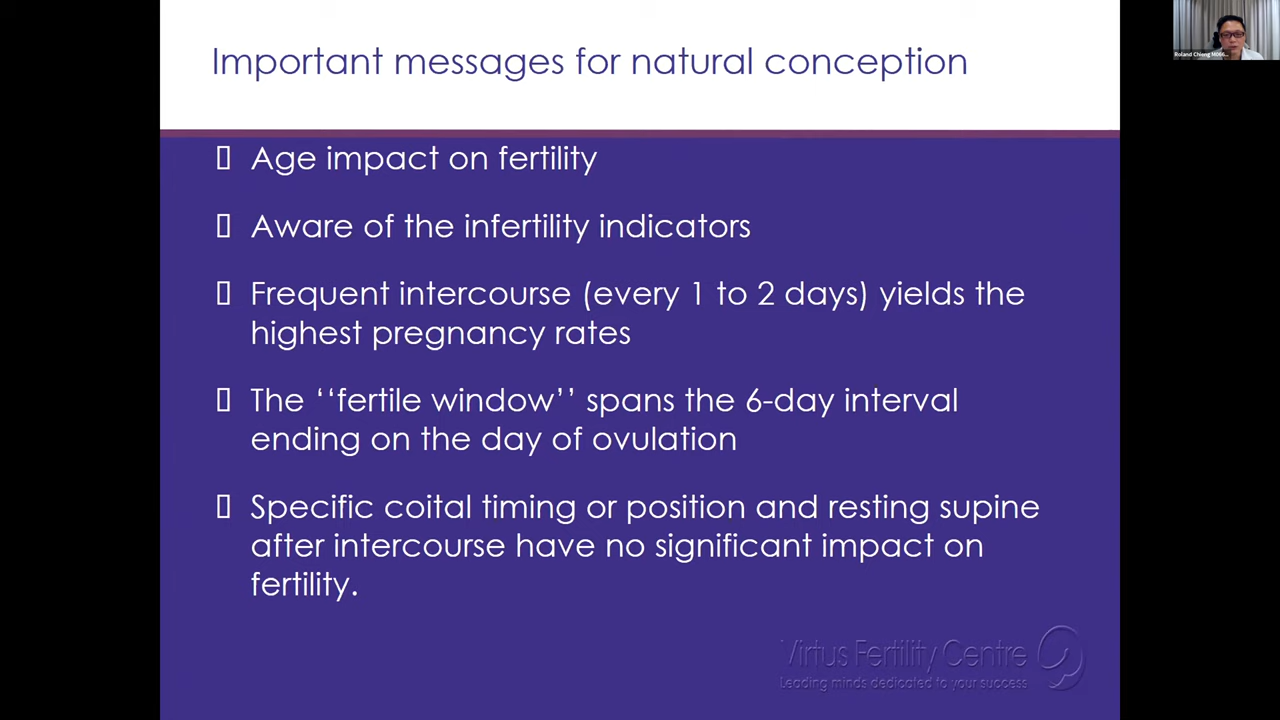 Important messages for natural conception
Age impact on fertility
Aware of the infertility indicators
Frequent intercourse (every 1 to 2 days) yields the
highest pregnancy rates
The ‘‘fertile window’’ spans the 6-day interval
ending on the day of ovulation
Specific coital timing or position and resting supine
after intercourse have no significant impact on
fertility.
Virtus Fertility Centre
Leading minds dedicated to your success
Roland Chieng